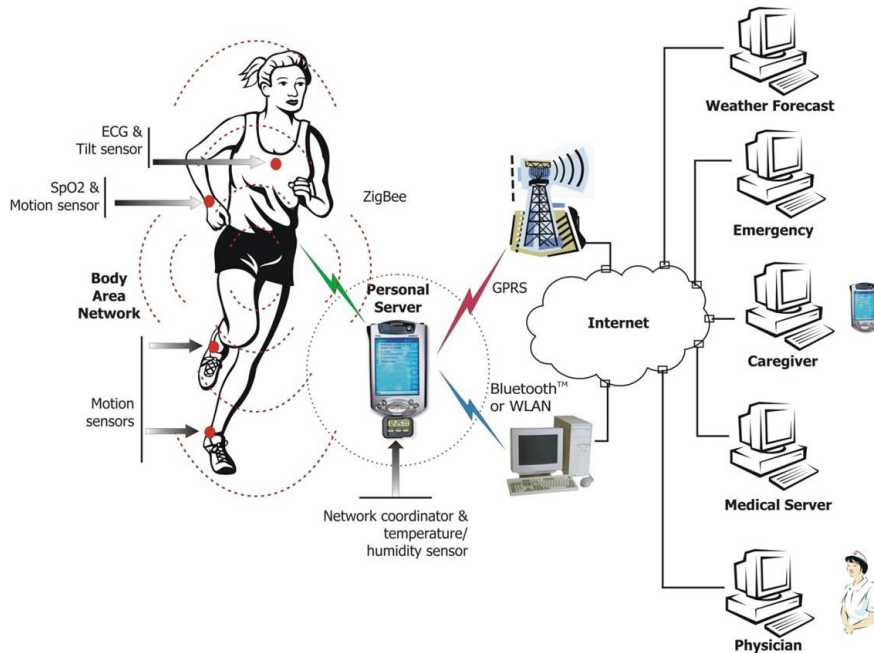 ECG &
Tilt sensor
SpO2 &
Motion sensor
Body
Area
Network
Motion
sensors
ZigBee
Personal
Server
Network coordinator &
temperature/
humidity sensor
GPRS
Bluetooth™
or WLAN
Internet
Weather Forecast
Emergency
Caregiver
Medical Server
Physician